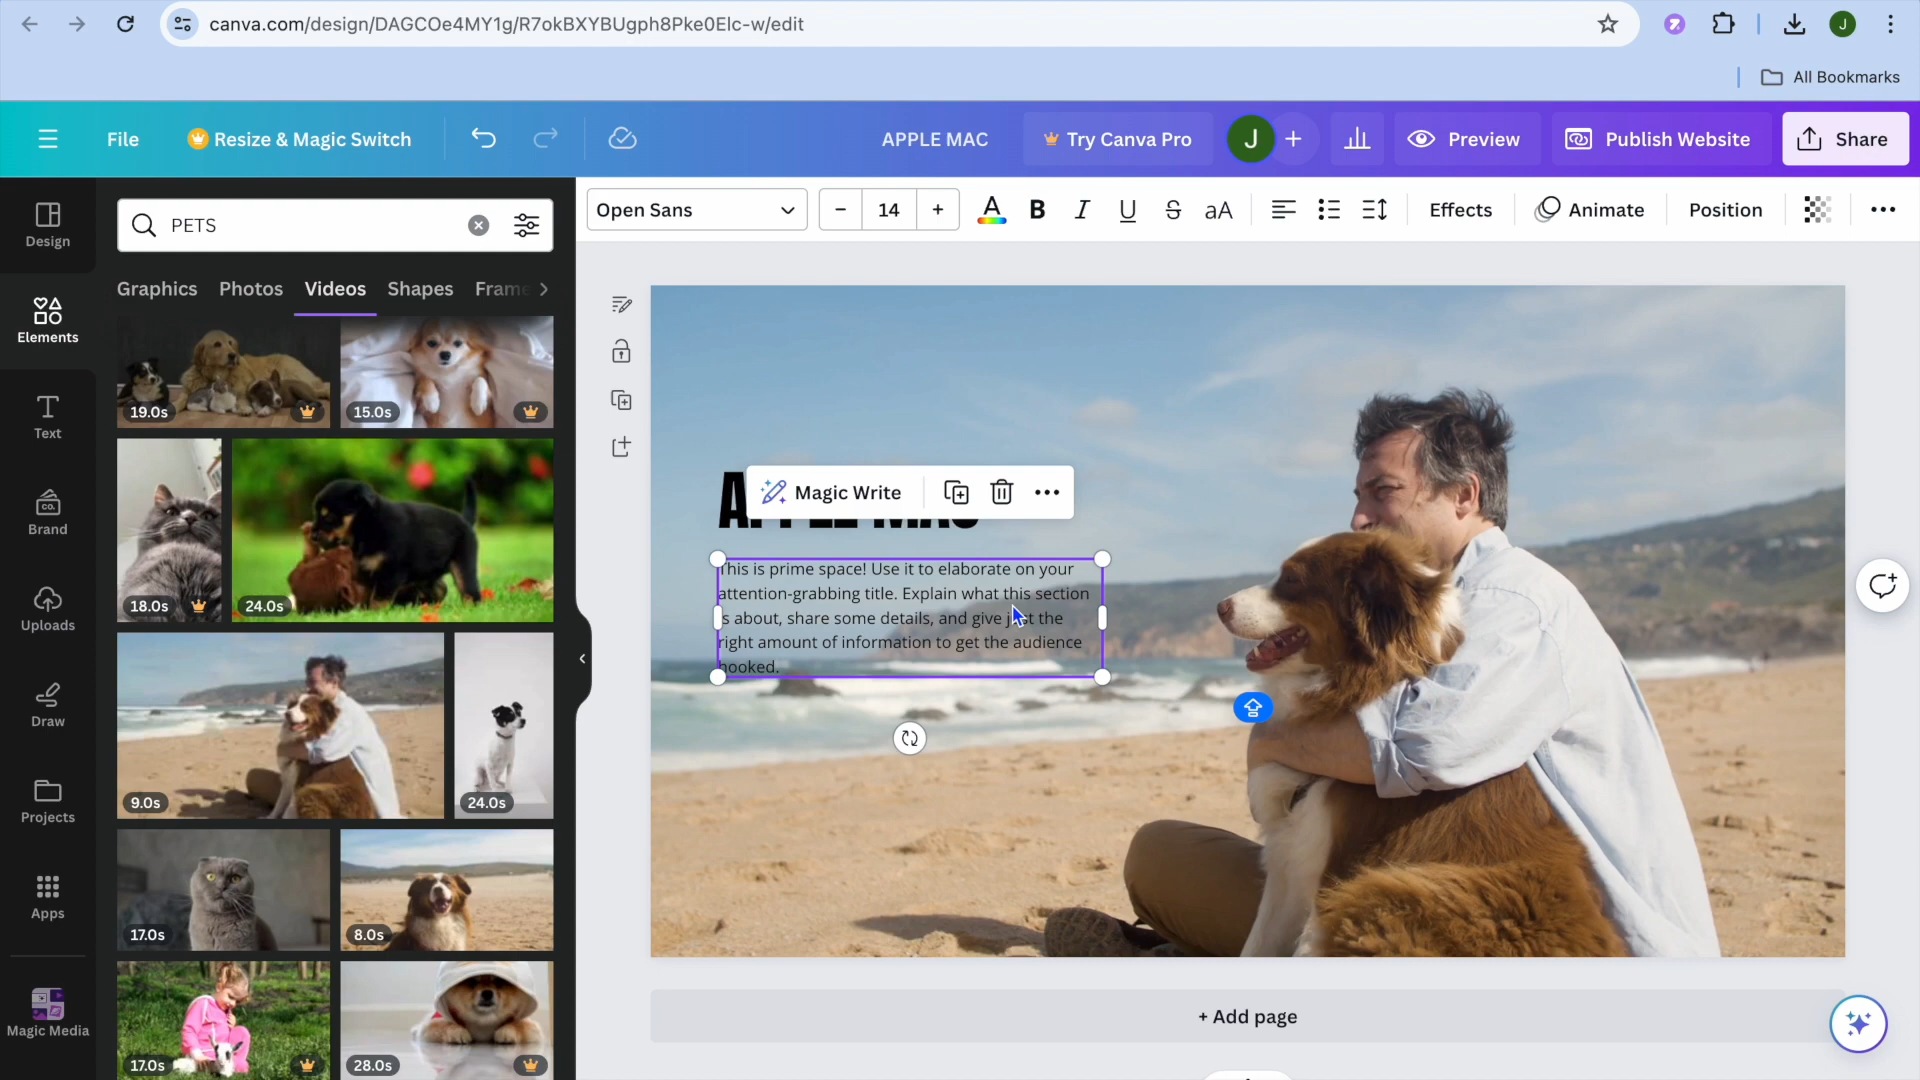 canva.com/design/DAGCOe4MY1g/R7okBXYBUgph8Pke0Elc-w/edit
J
All Bookmarks
File
Resize & Magic Switch
APPLE MAC
Try Canva Pro
J
Preview
Publish Website
Share
Design
Elements
Text
Brand
Uploads
Draw
Projects
Apps
Magic Media
PETS
Graphics
Photos
Videos
Shapes
Frame
19.0s
15.0s
18.0s
24.0s
9.0s
24.0s
17.0s
8.0s
17.0s
28.0s
Open Sans
14
A
B
I
U
S
aA
Effects
Animate
Position
Magic Write
APPLE MAC
This is prime space! Use it to elaborate on your
attention-grabbing title. Explain what this section
is about, share some details, and give just the
right amount of information to get the audience
hooked.
+ Add page